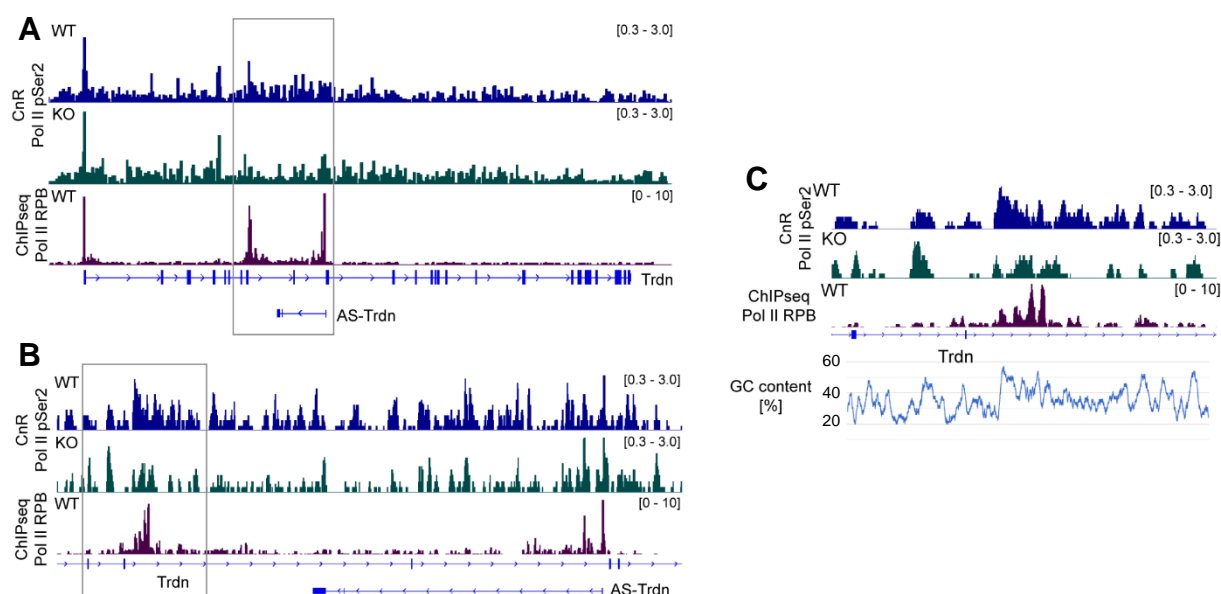 A
WT
[0.3 - 3.0]
CnR
Pol II pSer2
KO
[0.3 - 3.0]
ChIPseq
Pol II RPB
WT
[0 - 10]
Trdn
AS-Trdn
B
WT
[0.3 - 3.0]
CnR
Pol II pSer2
KO
[0.3 - 3.0]
ChIPseq
Pol II RPB
WT
[0 - 10]
Trdn
AS-Trdn
C
WT
[0.3 - 3.0]
CnR
Pol II pSer2
KO
[0.3 - 3.0]
ChIPseq
Pol II RPB
WT
[0 - 10]
Trdn
GC content
[%]
60
40
20